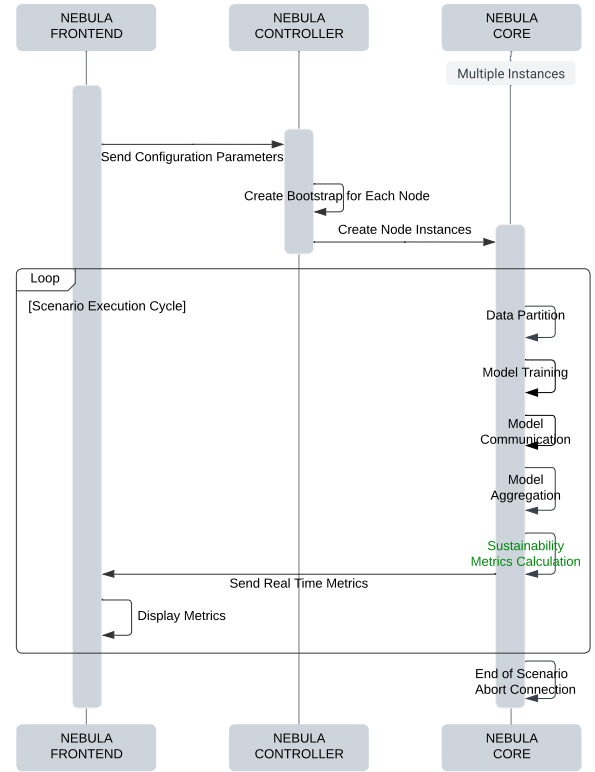 NEBULA
FRONTEND
NEBULA
CONTROLLER
NEBULA
CORE
Multiple Instances
Send Configuration Parameters
Create Bootstrap for Each Node
Create Node Instances
Loop
[Scenario Execution Cycle]
Data Partition
Model Training
Model
Communication
Model
Aggregation
Sustainability
Metrics Calculation
Send Real Time Metrics
Display Metrics
End of Scenario
Abort Connection
NEBULA
FRONTEND
NEBULA
CONTROLLER
NEBULA
CORE